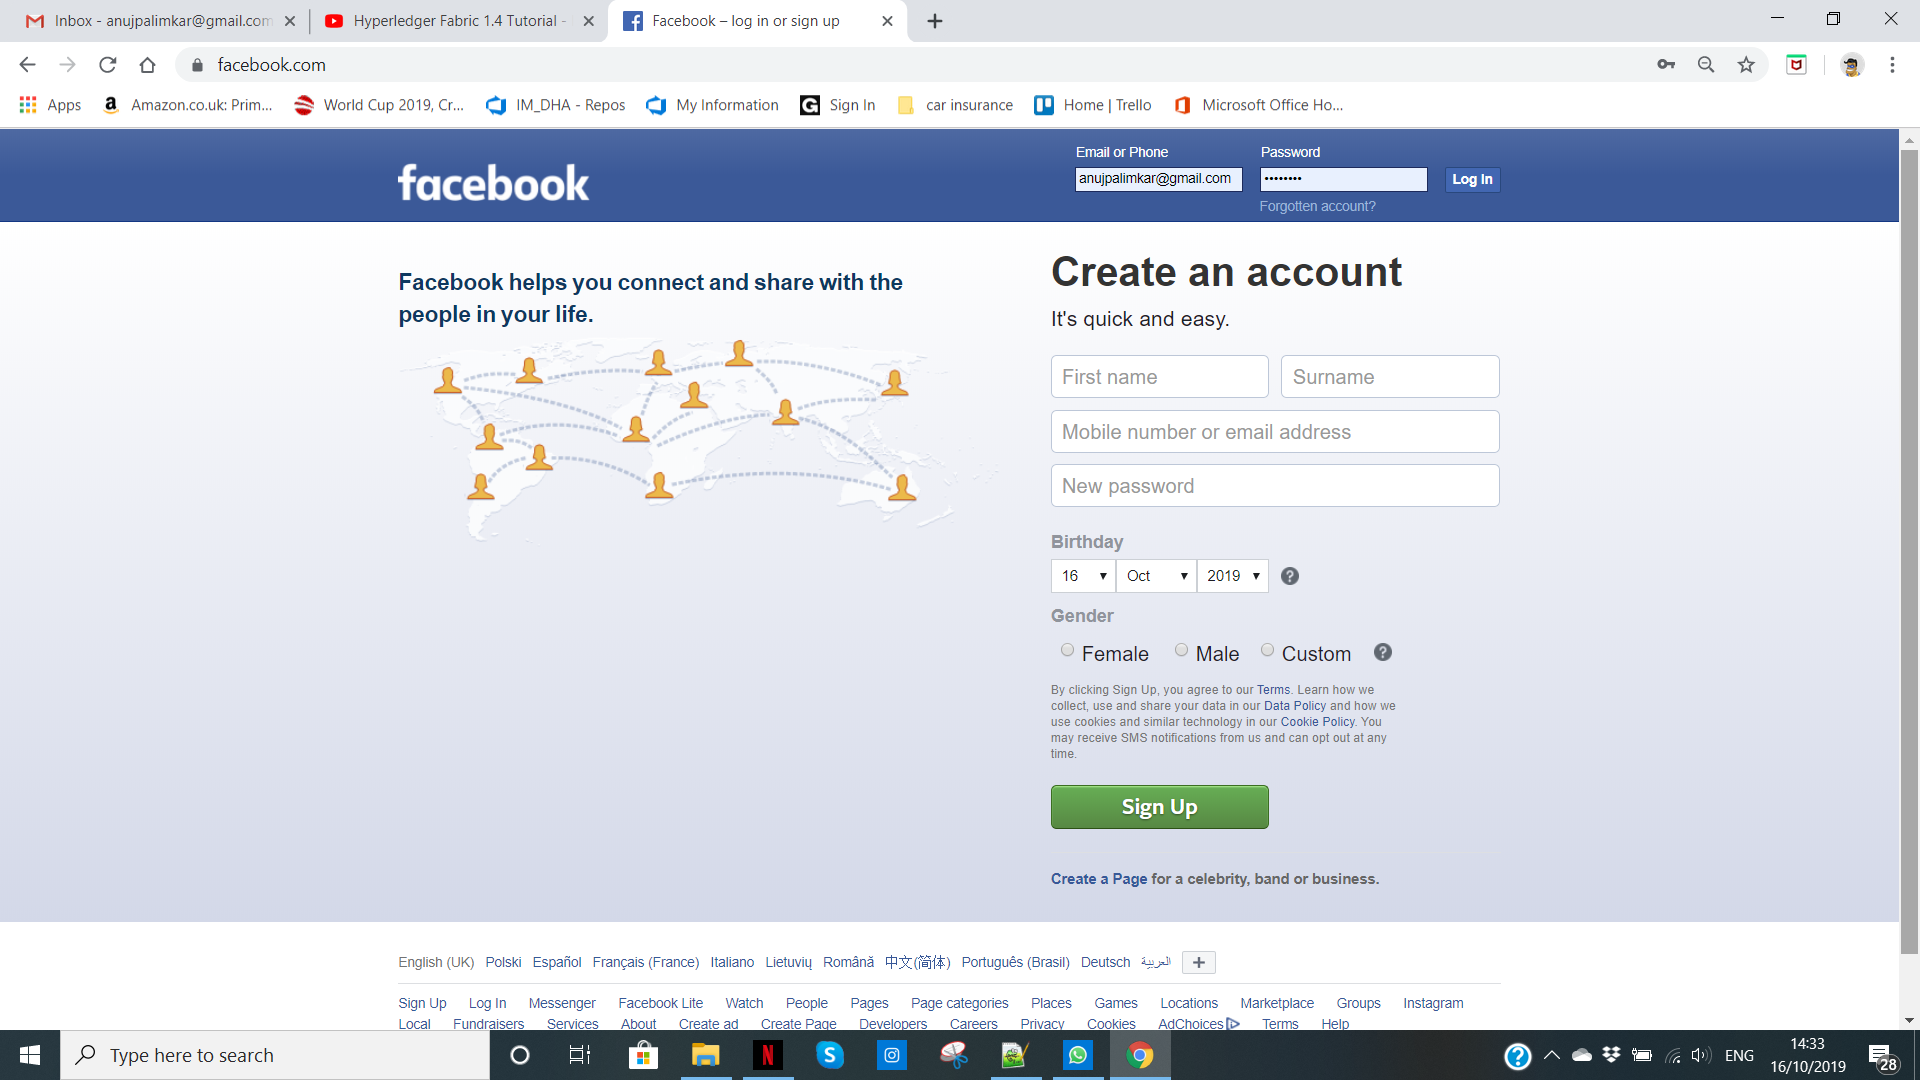 Inbox - anujpalimkar@gmail.com
Hyperledger Fabric 1.4 Tutorial -
Facebook – log in or sign up
facebook.com
Apps
Amazon.co.uk: Prim...
World Cup 2019, Cr...
IM_DHA - Repos
My Information
Sign In
car insurance
Home | Trello
Microsoft Office Ho...
facebook
Email or Phone
Password
anujpalimkar@gmail.com
••••••••
Log In
Forgotten account?
Facebook helps you connect and share with the
people in your life.
Create an account
It's quick and easy.
First name
Surname
Mobile number or email address
New password
Birthday
16
Oct
2019
Gender
Female
Male
Custom
By clicking Sign Up, you agree to our Terms. Learn how we
collect, use and share your data in our Data Policy and how we
use cookies and similar technology in our Cookie Policy. You
may receive SMS notifications from us and can opt out at any
time.
Sign Up
Create a Page for a celebrity, band or business.
English (UK) Polski Español Français (France) Italiano Lietuvių Română 中文(简体) Português (Brasil) Deutsch العربية
Sign Up Log In Messenger Facebook Lite Watch People Pages Page categories Places Games Locations Marketplace Groups Instagram
Local Fundraisers Services About Create ad Create Page Developers Careers Privacy Cookies AdChoices Terms Help
Type here to search
ENG
14:33
16/10/2019
28